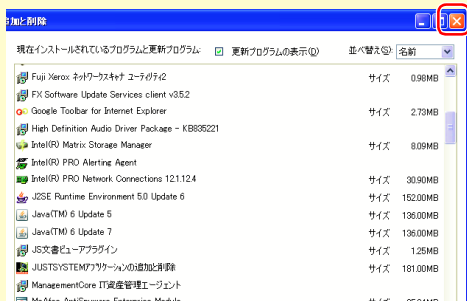 加と削除
現在インストールされているプログラムと更新プログラム: 更新プログラムの表示(D) 並べ替え(S): 名前
Fuji Xerox ネットワークスキャナ ユーティリティ2 サイズ 0.98MB
FX Software Update Services client v3.5.2
Google Toolbar for Internet Explorer サイズ 2.73MB
High Definition Audio Driver Package - KB835221
Intel(R) Matrix Storage Manager サイズ 8.09MB
Intel(R) PRO Alerting Agent
Intel(R) PRO Network Connections 12.1.12.4 サイズ 30.90MB
J2SE Runtime Environment 5.0 Update 6 サイズ 152.00MB
Java(TM) 6 Update 5 サイズ 136.00MB
Java(TM) 6 Update 7 サイズ 136.00MB
JS文書ビューアプラグイン サイズ 1.25MB
JUSTSYSTEMアプリケーションの追加と削除 サイズ 181.00MB
ManagementCore IT資産管理エージェント
McAfee AntiSpyware Enterprise Module サイズ